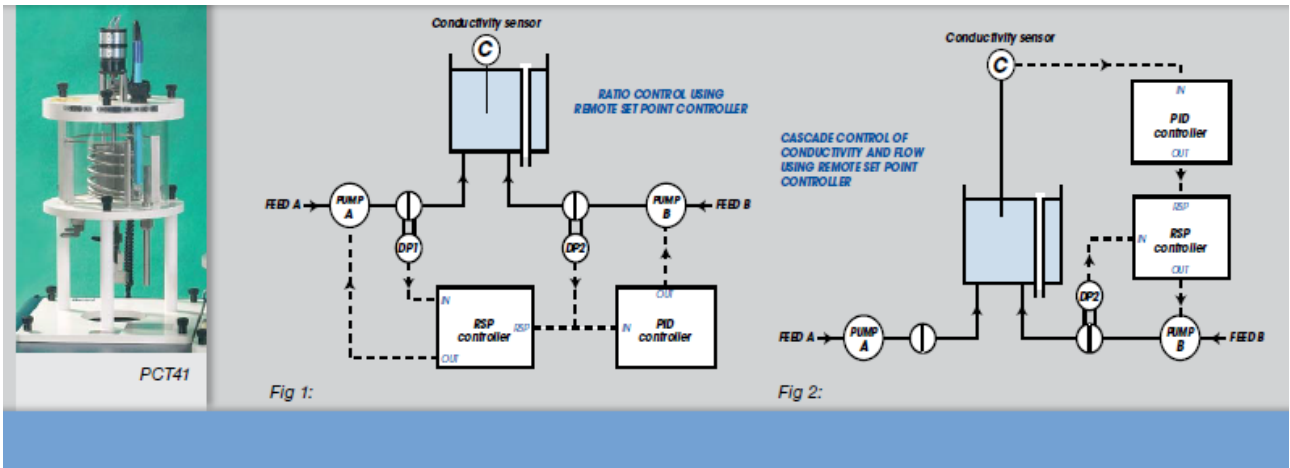 PCT41
Conductivity sensor
C
RATIO CONTROL USING
REMOTE SET POINT CONTROLLER
FEED A
PUMP
A
DP1
DP2
PUMP
B
FEED B
IN
RSP
controller
RSP
OUT
OUT
IN
PID
controller
Fig 1:
Conductivity sensor
C
CASCADE CONTROL OF
CONDUCTIVITY AND FLOW
USING REMOTE SET POINT
CONTROLLER
IN
PID
controller
OUT
RSP
IN
RSP
controller
OUT
DP2
FEED A
PUMP
A
PUMP
B
FEED B
Fig 2: